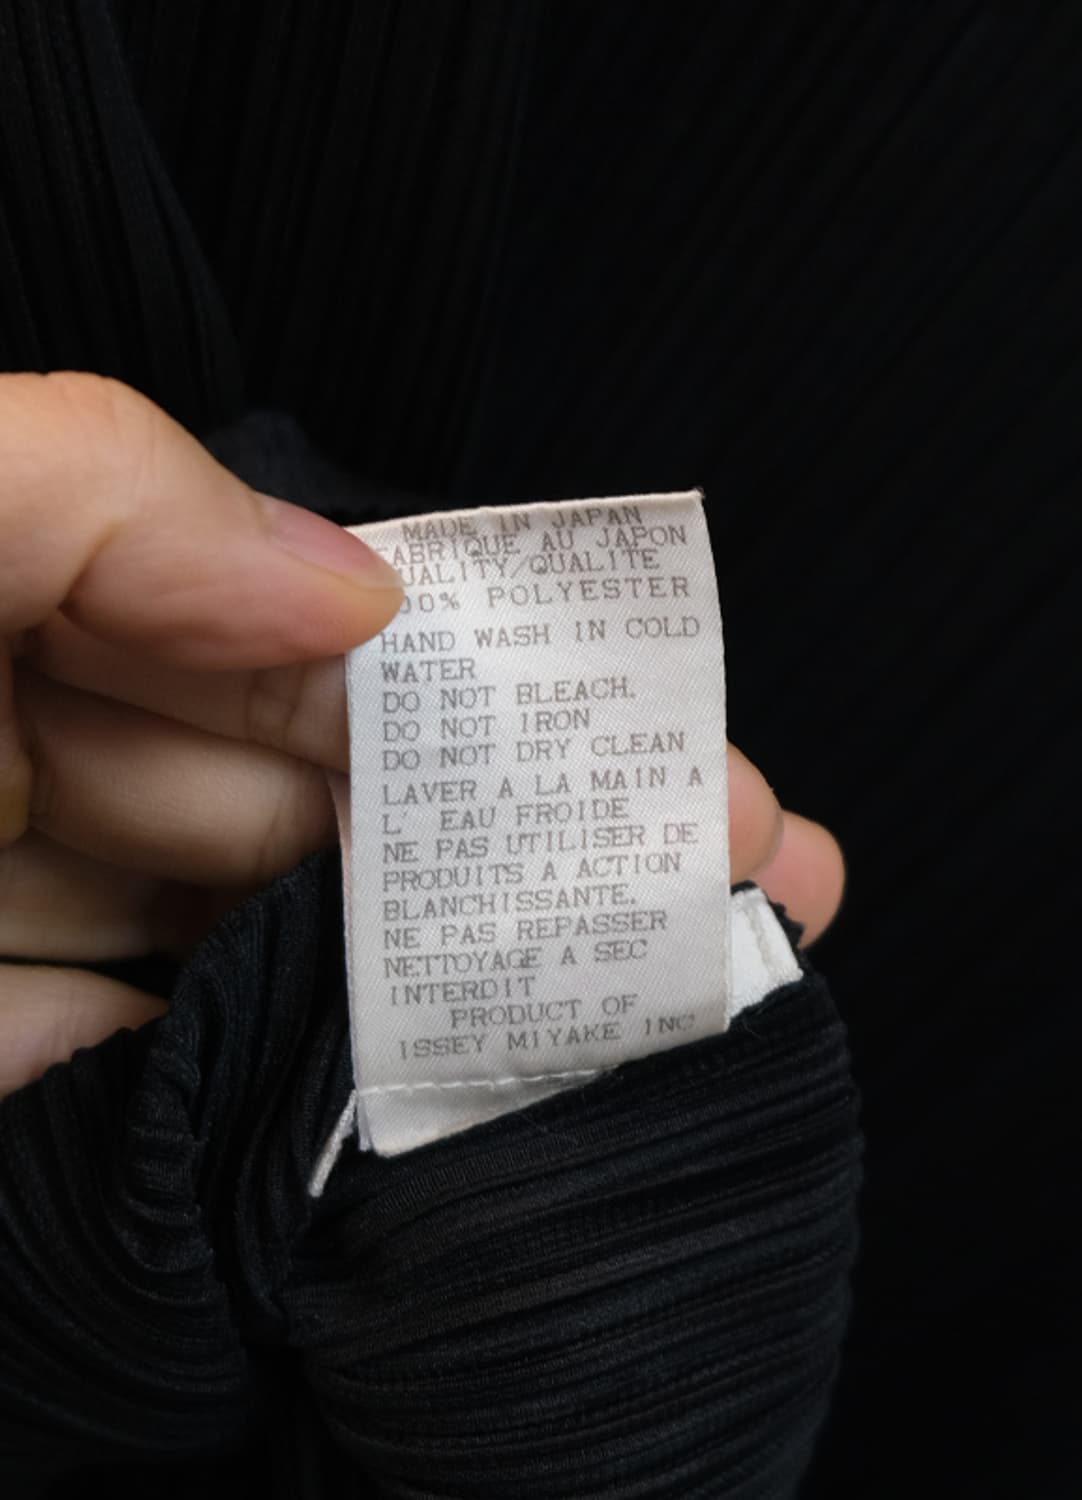 MADE IN JAPAN
FABRIQUE AU JAPON
QUALITY/QUALITE
00% POLYESTER
HAND WASH IN COLD
WATER
DO NOT BLEACH.
DO NOT IRON
DO NOT DRY CLEAN
LAVER A LA MAIN A
L' EAU FROIDE
NE PAS UTILISER DE
PRODUITS A ACTION
BLANCHISSANTE.
NE PAS REPASSER
NETTOYAGE A SEC
INTERDIT
PRODUCT OF
ISSEY MIYAKE INC